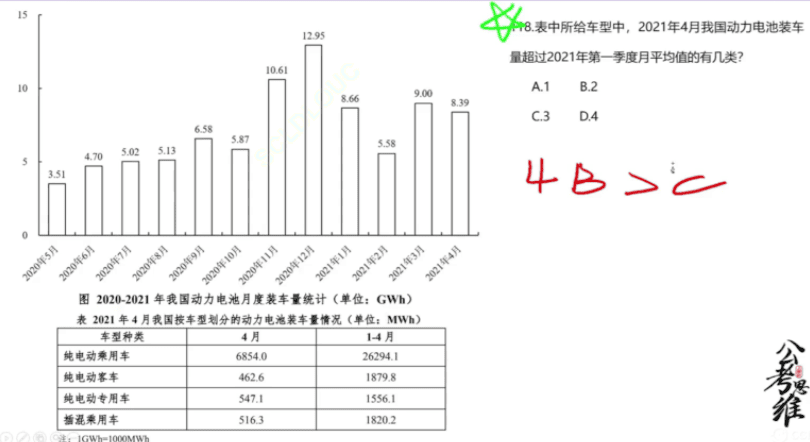 15
10
5
0
3.51
4.70
5.02
5.13
6.58
5.87
10.61
12.95
8.66
5.58
9.00
8.39
2020年5月
2020年6月
2020年7月
2020年8月
2020年9月
2020年10月
2020年11月
2020年12月
2021年1月
2021年2月
2021年3月
2021年4月
图 2020-2021 年我国动力电池月度装车量统计（单位：GWh）
表 2021 年 4 月我国按车型划分的动力电池装车量情况（单位：MWh）
车型种类 4 月 1-4 月
纯电动乘用车 6854.0 26294.1
纯电动客车 462.6 1879.8
纯电动专用车 547.1 1556.1
插混乘用车 516.3 1820.2
注：1GWh=1000MWh
118.表中所给车型中，2021年4月我国动力电池装车
量超过2021年第一季度月平均值的有几类？
A.1 B.2
C.3 D.4
4B>C
公考思维